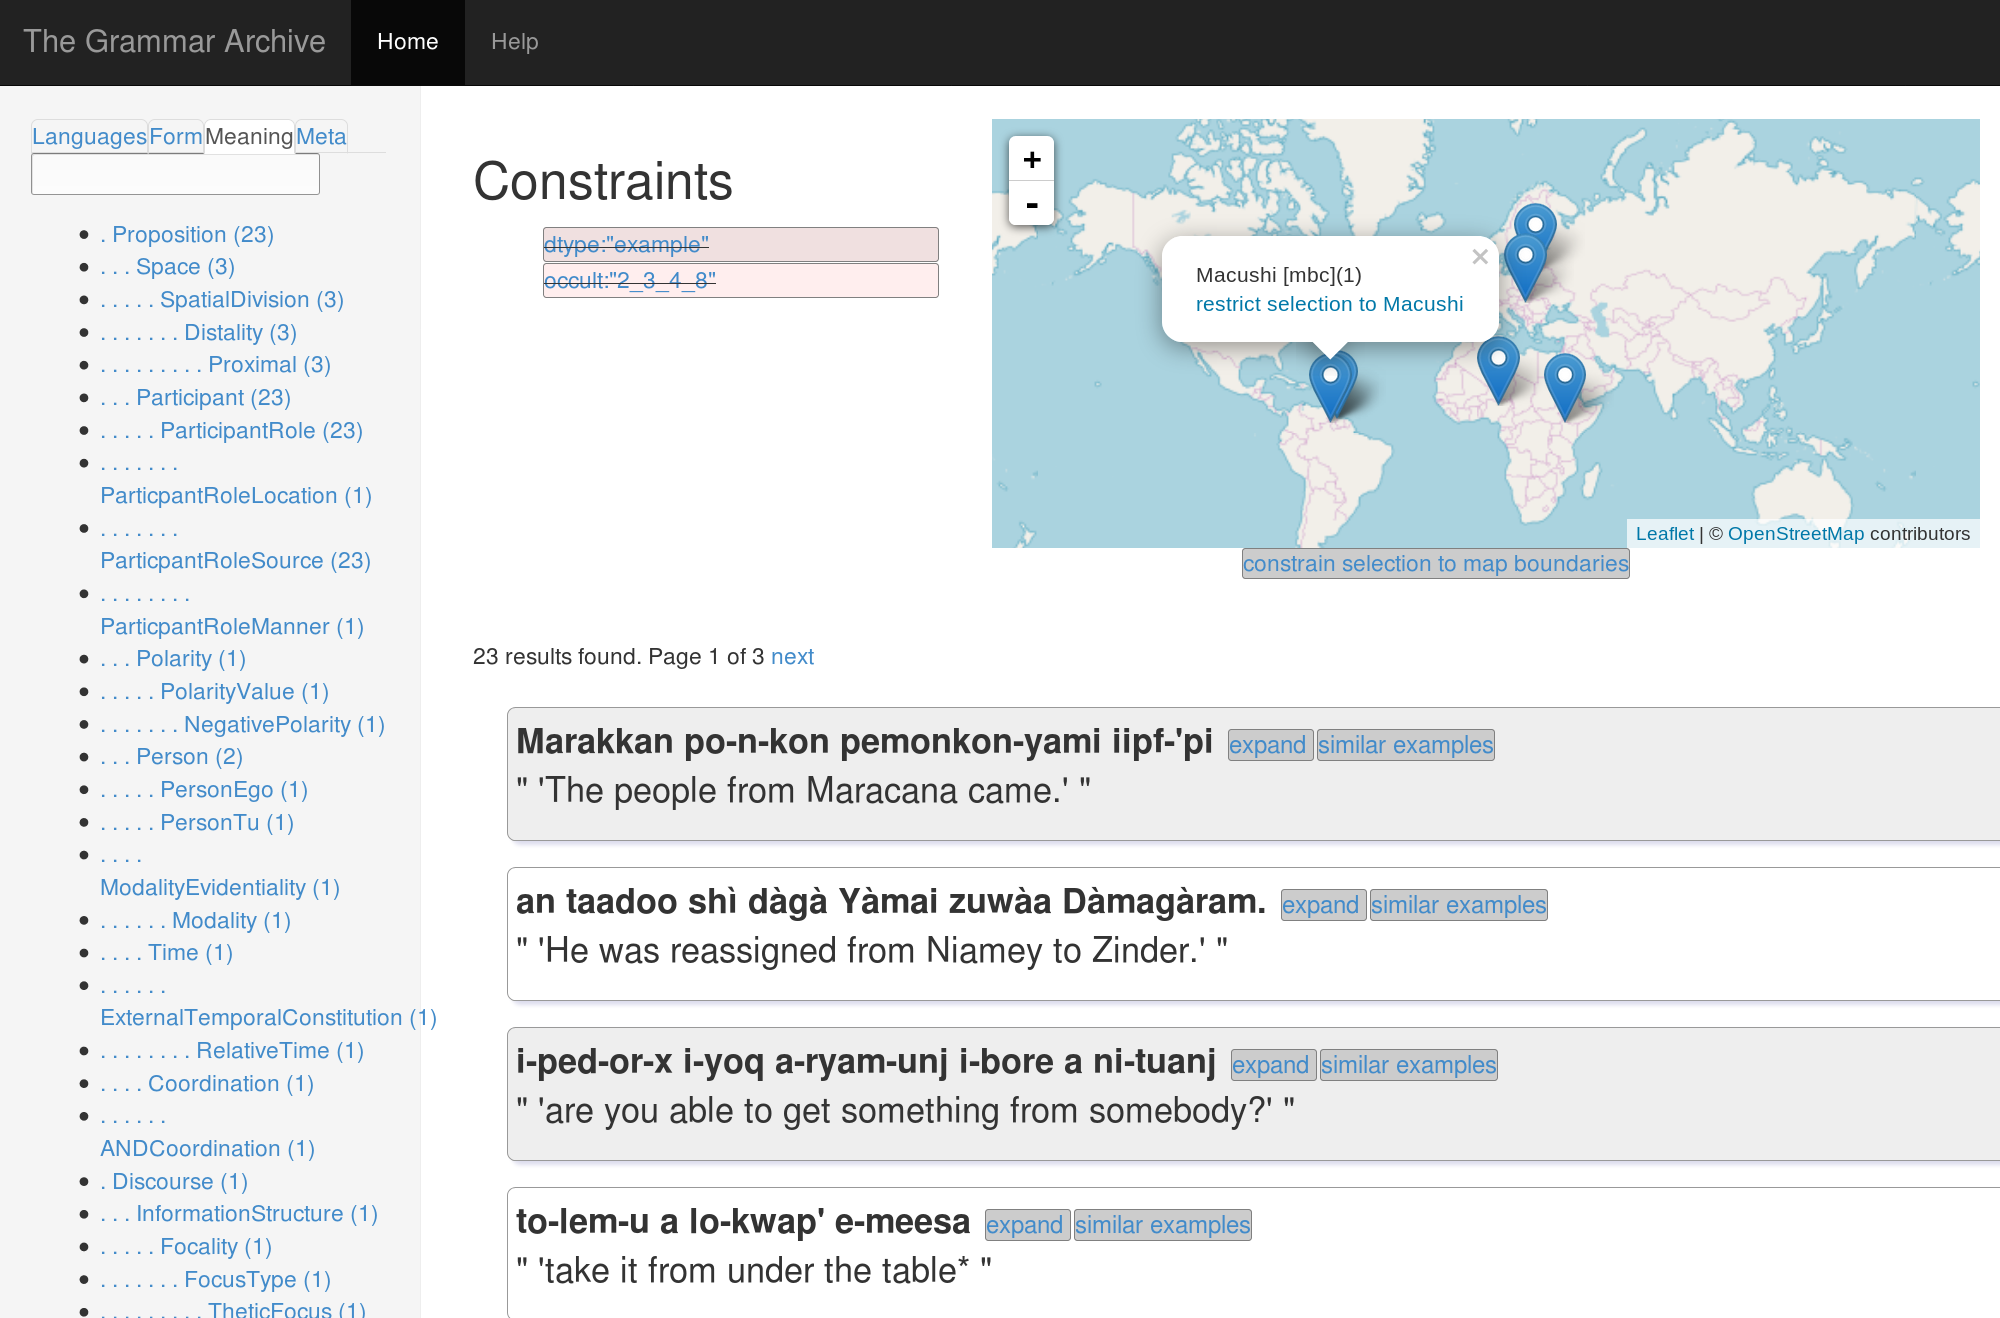 The Grammar Archive Home Help
Languages Form Meaning Meta
. Proposition (23)
. . . Space (3)
. . . . . SpatialDivision (3)
. . . . . . . Distality (3)
. . . . . . . . . Proximal (3)
. . . Participant (23)
. . . . . ParticipantRole (23)
. . . . . . .
ParticpantRoleLocation (1)
. . . . . . .
ParticpantRoleSource (23)
. . . . . . . .
ParticpantRoleManner (1)
. . . Polarity (1)
. . . . . PolarityValue (1)
. . . . . . . NegativePolarity (1)
. . . Person (2)
. . . . . PersonEgo (1)
. . . . . PersonTu (1)
. . . .
ModalityEvidentiality (1)
. . . . . . Modality (1)
. . . . Time (1)
. . . . . .
ExternalTemporalConstitution (1)
. . . . . . . . RelativeTime (1)
. . . . Coordination (1)
. . . . . .
ANDCoordination (1)
. Discourse (1)
. . . InformationStructure (1)
. . . . . Focality (1)
. . . . . . . FocusType (1)
. . . . . . . . . TheticFocus (1)
Constraints
dtype:"example"
occult:"2_3_4_8"
+
-
Macushi [mbc](1)
restrict selection to Macushi
×
Leaflet | © OpenStreetMap contributors
constrain selection to map boundaries
23 results found. Page 1 of 3 next
Marakkan po-n-kon pemonkon-yami iipf-'pi expand similar examples
" 'The people from Maracana came.' "
an taadoo shì dàgà Yàmai zuwàa Dàmagàram. expand similar examples
" 'He was reassigned from Niamey to Zinder.' "
i-ped-or-x i-yoq a-ryam-unj i-bore a ni-tuanj expand similar examples
" 'are you able to get something from somebody?' "
to-lem-u a lo-kwap' e-meesa expand similar examples
" 'take it from under the table* "